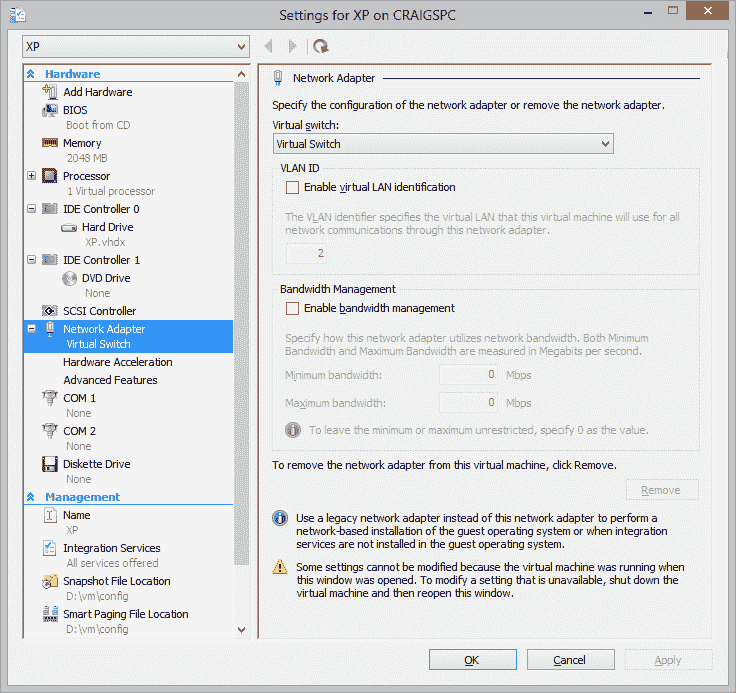 Settings for XP on CRAIGSPC
XP
Hardware
Add Hardware
BIOS
Boot from CD
Memory
2048 MB
Processor
1 Virtual processor
IDE Controller 0
Hard Drive
XP.vhdx
IDE Controller 1
DVD Drive
None
SCSI Controller
Network Adapter
Virtual Switch
Hardware Acceleration
Advanced Features
COM 1
None
COM 2
None
Diskette Drive
None
Management
Name
XP
Integration Services
All services offered
Snapshot File Location
D:\vm\config
Smart Paging File Location
D:\vm\config
Network Adapter
Specify the configuration of the network adapter or remove the network adapter.
Virtual switch:
Virtual Switch
VLAN ID
Enable virtual LAN identification
The VLAN identifier specifies the virtual LAN that this virtual machine will use for all
network communications through this network adapter.
2
Bandwidth Management
Enable bandwidth management
Specify how this network adapter utilizes network bandwidth. Both Minimum
Bandwidth and Maximum Bandwidth are measured in Megabits per second.
Minimum bandwidth: 0 Mbps
Maximum bandwidth: 0 Mbps
To leave the minimum or maximum unrestricted, specify 0 as the value.
To remove the network adapter from this virtual machine, click Remove.
Remove
Use a legacy network adapter instead of this network adapter to perform a
network-based installation of the guest operating system or when integration
services are not installed in the guest operating system.
Some settings cannot be modified because the virtual machine was running when
this window was opened. To modify a setting that is unavailable, shut down the
virtual machine and then reopen this window.
OK Cancel Apply